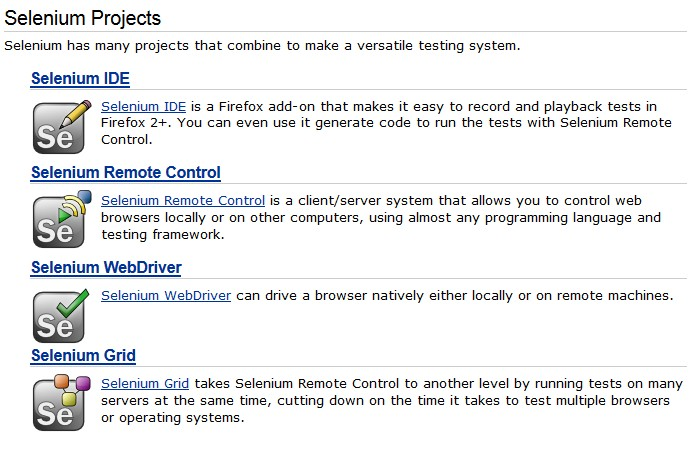 Selenium Projects
Selenium has many projects that combine to make a versatile testing system.
Selenium IDE
Se
Selenium IDE is a Firefox add-on that makes it easy to record and playback tests in
Firefox 2+. You can even use it generate code to run the tests with Selenium Remote
Control.
Selenium Remote Control
Se
Selenium Remote Control is a client/server system that allows you to control web
browsers locally or on other computers, using almost any programming language and
testing framework.
Selenium WebDriver
Se
Selenium WebDriver can drive a browser natively either locally or on remote machines.
Selenium Grid
Se
Selenium Grid takes Selenium Remote Control to another level by running tests on many
servers at the same time, cutting down on the time it takes to test multiple browsers
or operating systems.